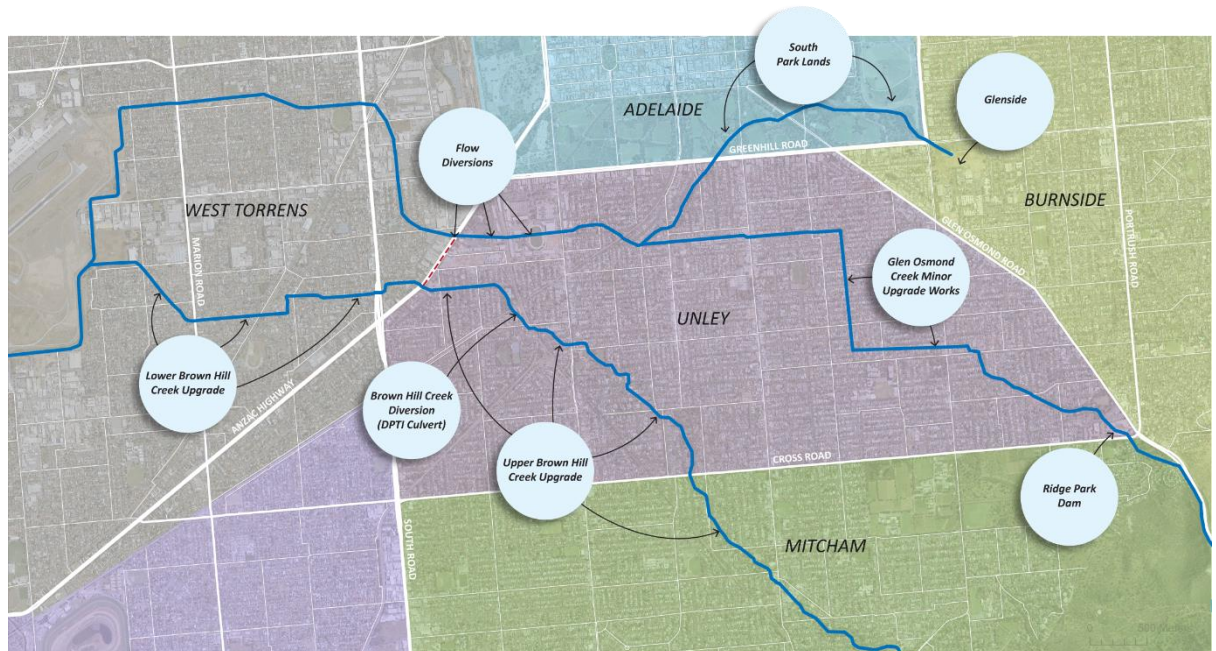 South
Park Lands
Glenside
ADELAIDE
Flow
Diversions
GREENHILL ROAD
WEST TORRENS
BURNSIDE
MARION ROAD
GLEN OSMOND ROAD
PORTRUSH ROAD
Glen Osmond
Creek Minor
Upgrade Works
UNLEY
Lower Brown Hill
Creek Upgrade
Brown Hill Creek
Diversion
(DPTI Culvert)
ANZAC HIGHWAY
Upper Brown Hill
Creek Upgrade
CROSS ROAD
Ridge Park
Dam
SOUTH ROAD
MITCHAM